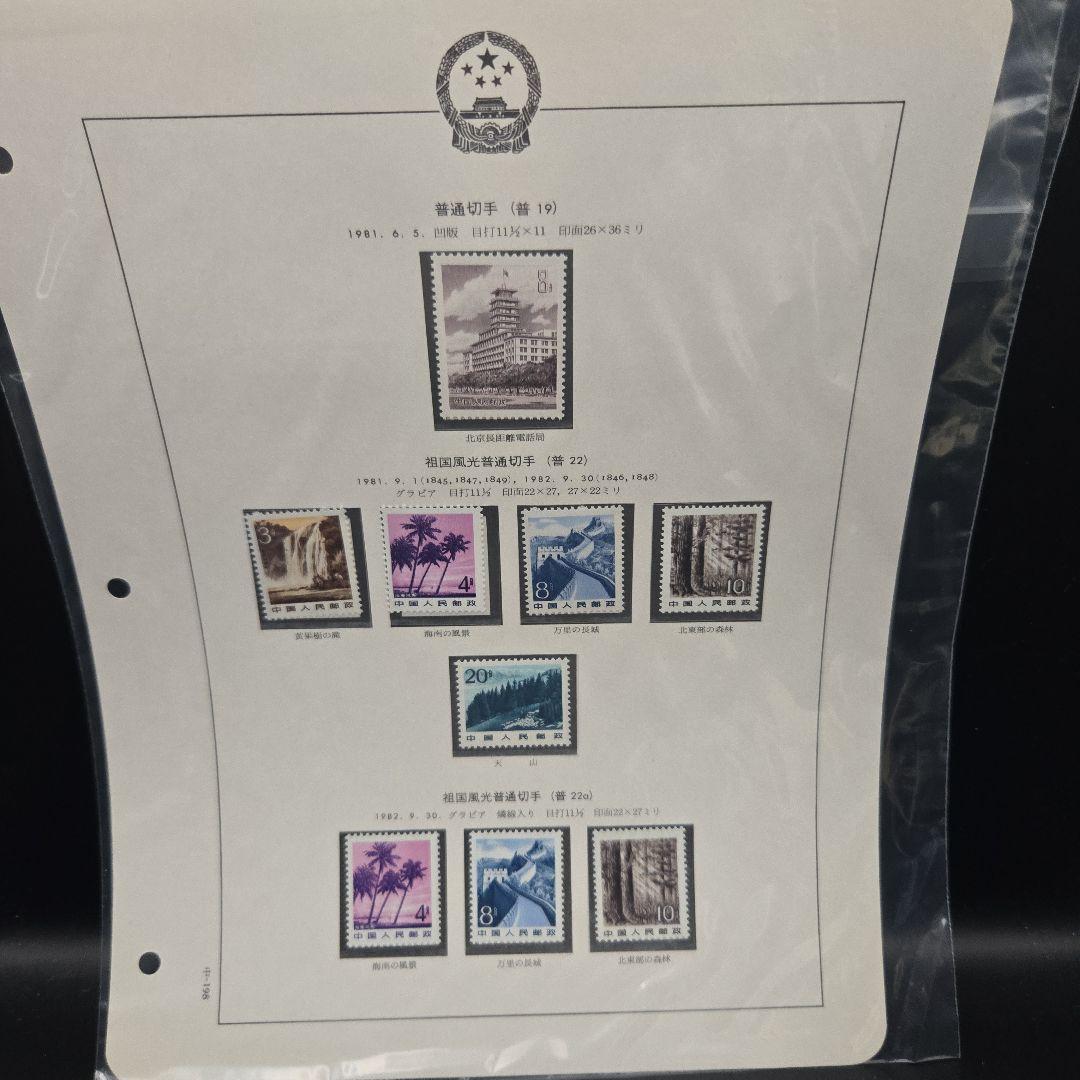 普通切手 (普 19)
1981. 6. 5. 凹版 目打11½×11 印面26×36ミリ
8分
中国人民邮政
北京長距離電話局
祖国風光普通切手 (普 22)
1981. 9. 1(1845, 1847, 1849), 1982. 9. 30(1846, 1848)
グラビア 目打11½ 印面22×27, 27×22ミリ
3
4分
8分
10
中国人民邮政
中国人民邮政
中国人民邮政
中国人民邮政
黄果樹の滝
海南の風景
万里の長城
北東部の森林
20分
中国人民邮政
天 山
祖国風光普通切手 (普 22a)
1982. 9. 30. グラビア 燐線入り 目打11½ 印面22×27ミリ
4分
8分
10
中国人民邮政
中国人民邮政
中国人民邮政
海南の風景
万里の長城
北東部の森林
中-198